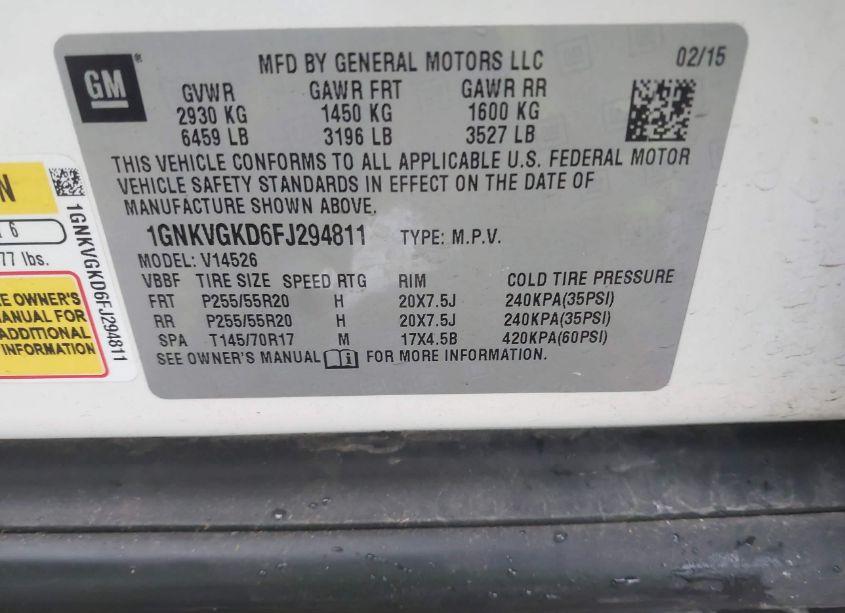 GM
MFD BY GENERAL MOTORS LLC 02/15
GVWR GAWR FRT GAWR RR
2930 KG 1450 KG 1600 KG
6459 LB 3196 LB 3527 LB
THIS VEHICLE CONFORMS TO ALL APPLICABLE U.S. FEDERAL MOTOR
VEHICLE SAFETY STANDARDS IN EFFECT ON THE DATE OF
MANUFACTURE SHOWN ABOVE.
1GNKVGKD6FJ294811 TYPE: M.P.V.
MODEL: V14526
VBBF TIRE SIZE SPEED RTG RIM COLD TIRE PRESSURE
FRT P255/55R20 H 20X7.5J 240KPA(35PSI)
RR P255/55R20 H 20X7.5J 240KPA(35PSI)
SPA T145/70R17 M 17X4.5B 420KPA(60PSI)
SEE OWNER'S MANUAL FOR MORE INFORMATION.
6
77 lbs.
OWNER'S
MANUAL FOR
ADDITIONAL
INFORMATION
1GNKVGKD6FJ294811